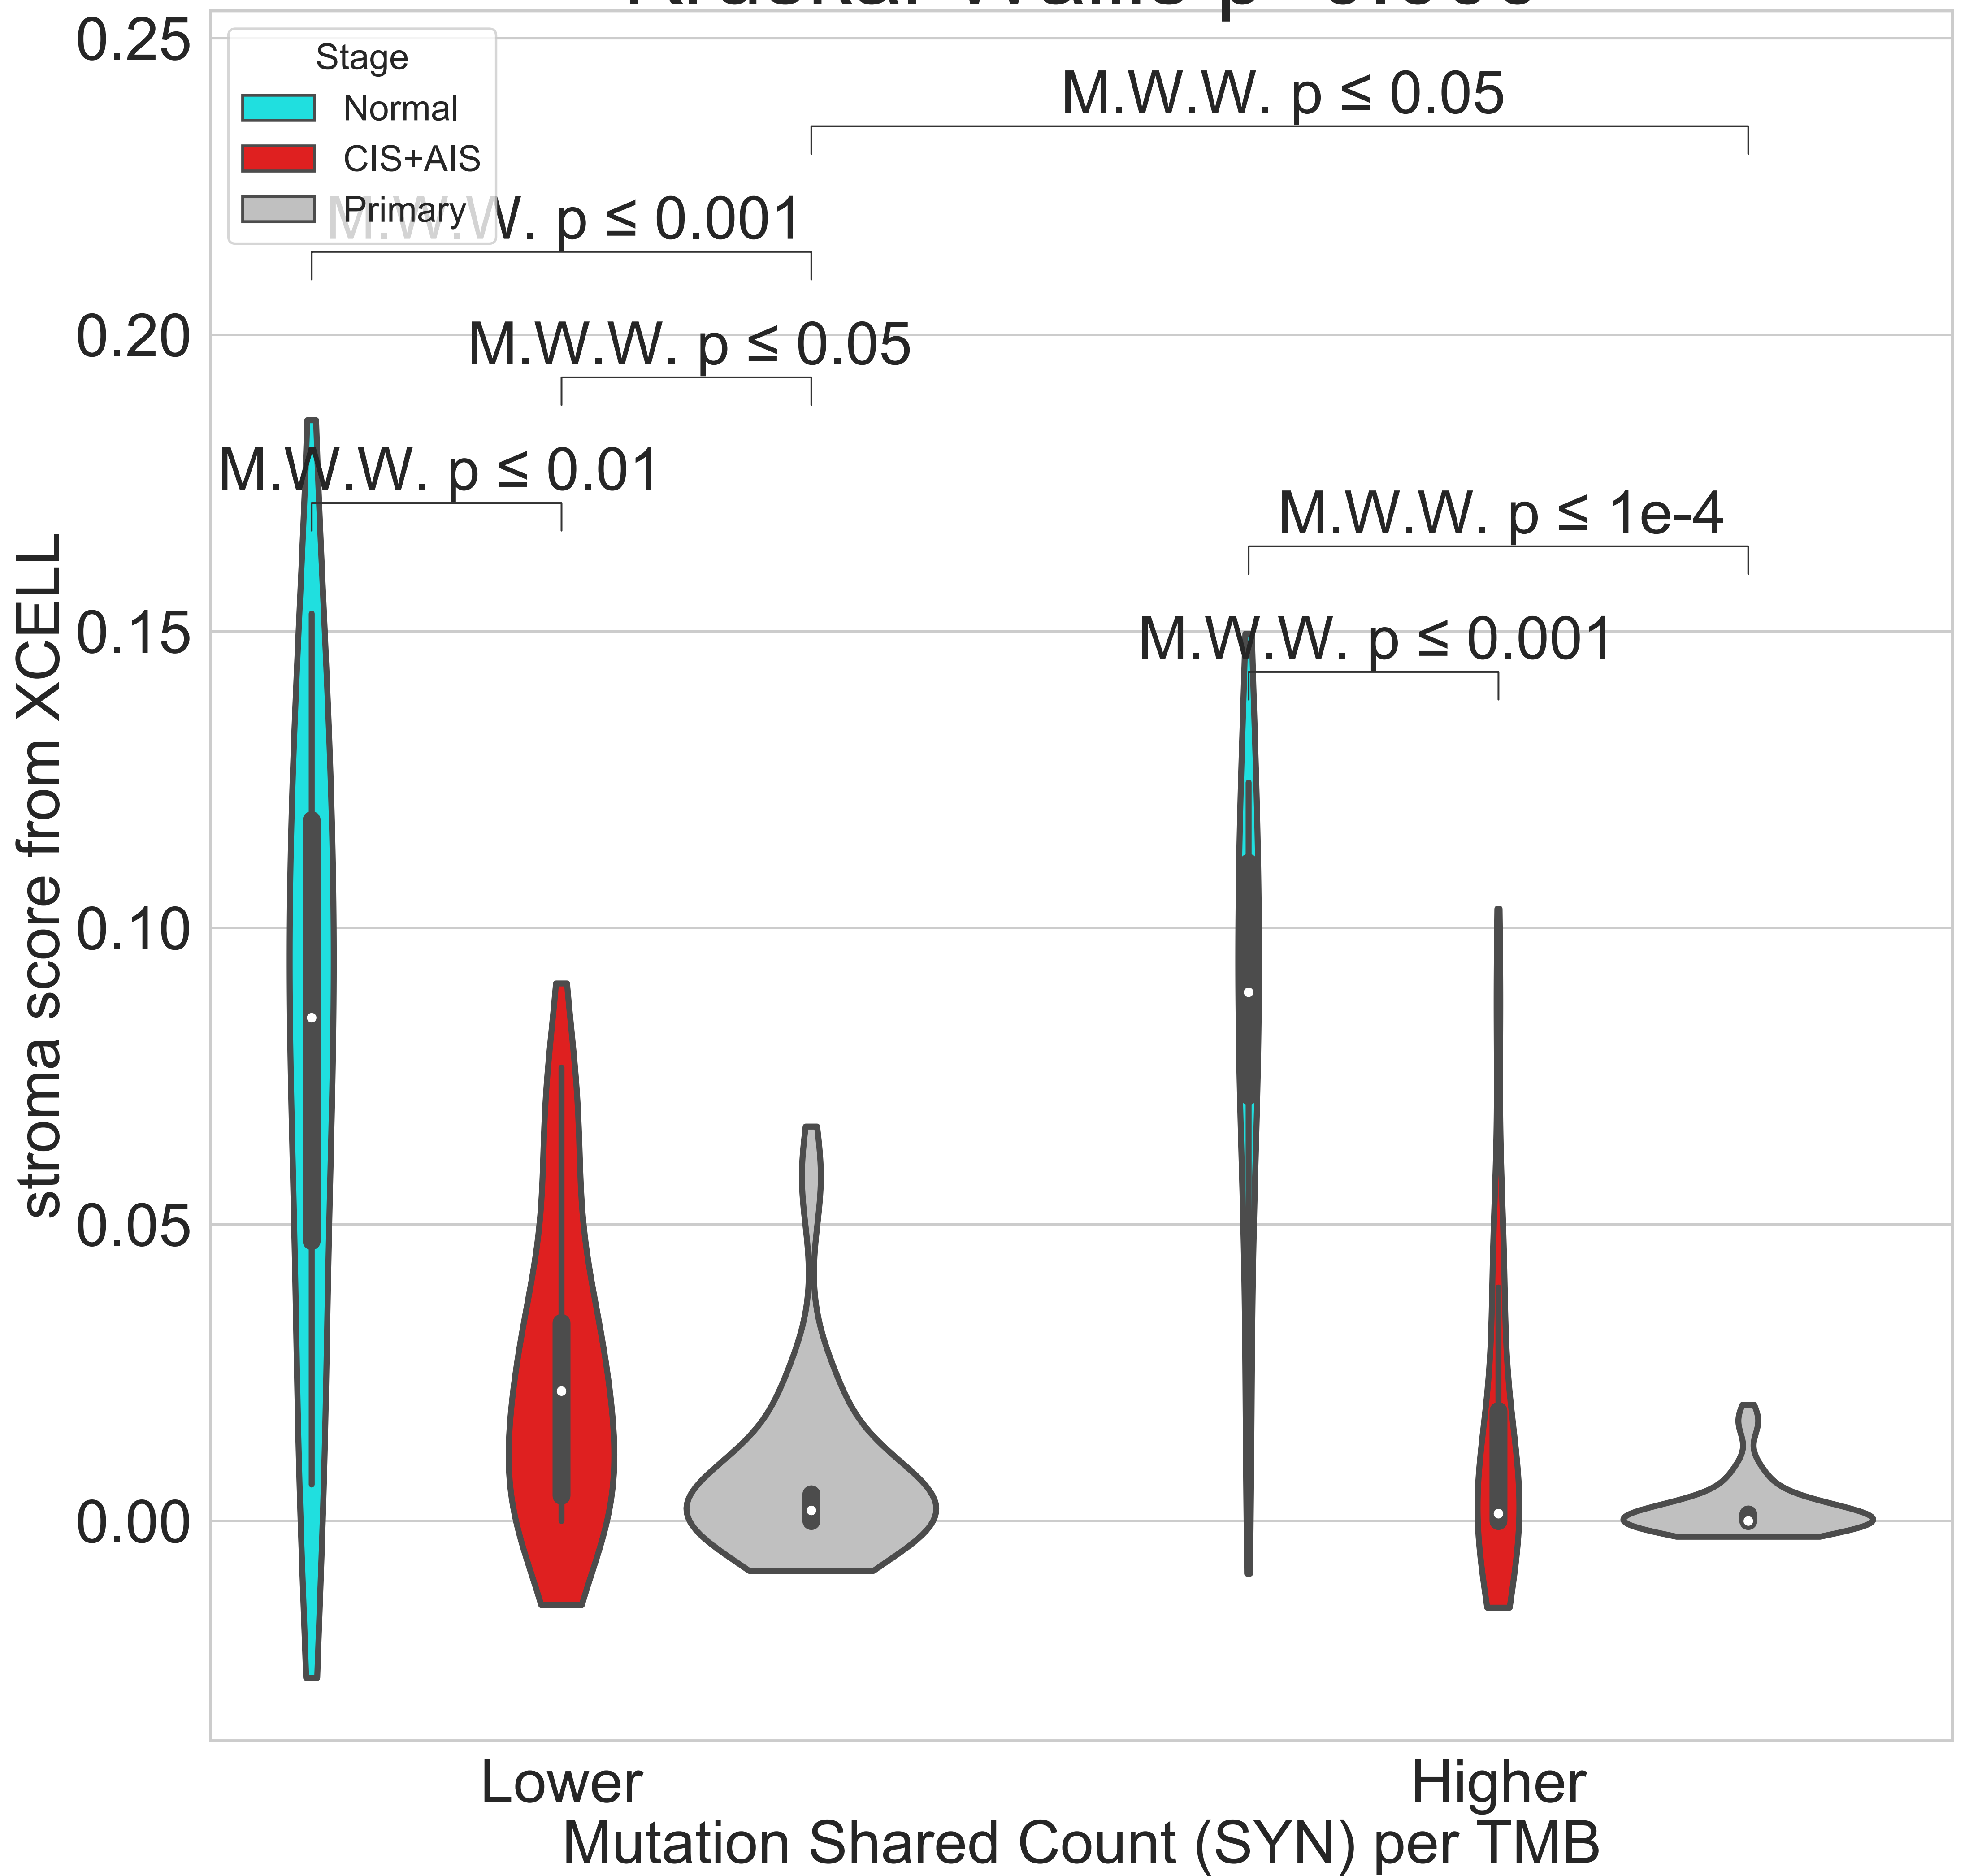 0.25
Stage
Normal
CIS+AIS
Primary
M.W.W. p ≤ 0.05
M.W.W. p ≤ 0.001
0.20
M.W.W. p ≤ 0.05
M.W.W. p ≤ 0.01
M.W.W. p ≤ 1e-4
0.15
M.W.W. p ≤ 0.001
0.10
0.05
0.00
stroma score from XCELL
Lower
Higher
Mutation Shared Count (SYN) per TMB